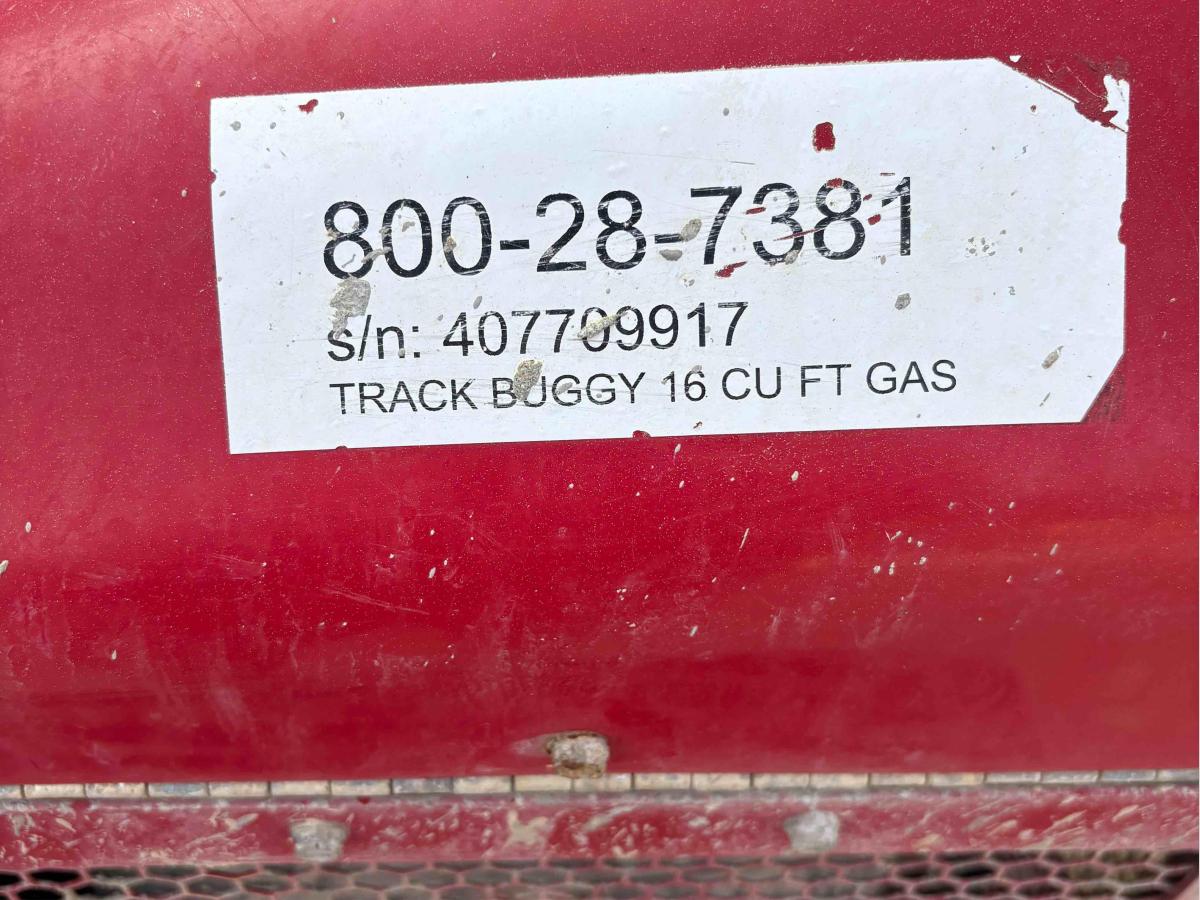 800-28-7381
s/n: 407709917
TRACK BUGGY 16 CU FT GAS